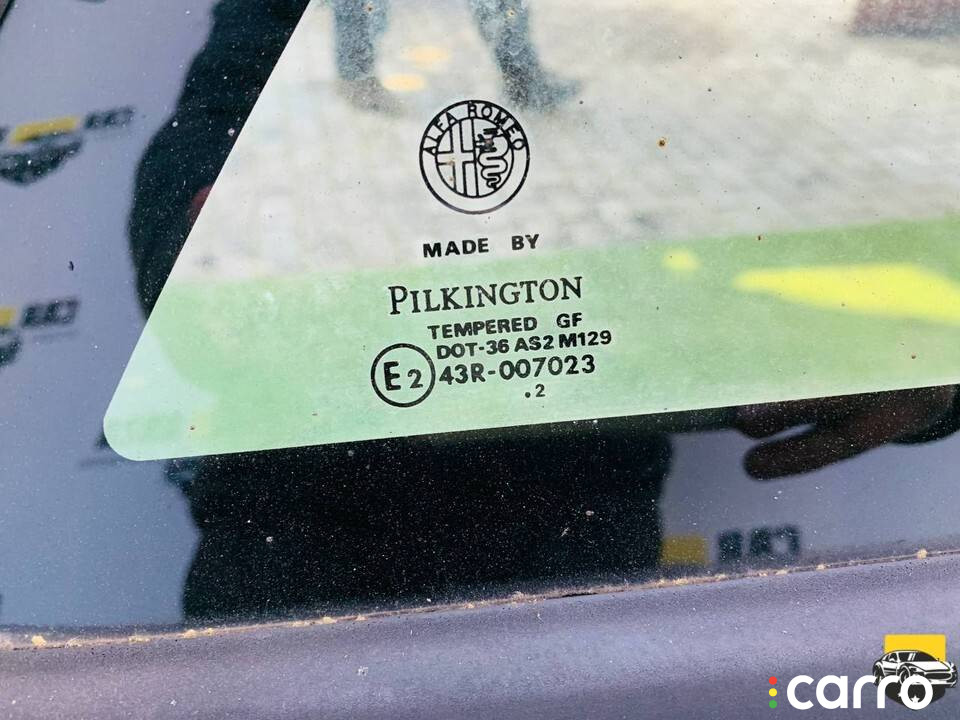 ALFA ROMEO
MADE BY
PILKINGTON
TEMPERED GF
DOT-36 AS2 M129
E2 43R-007023
.2
carro